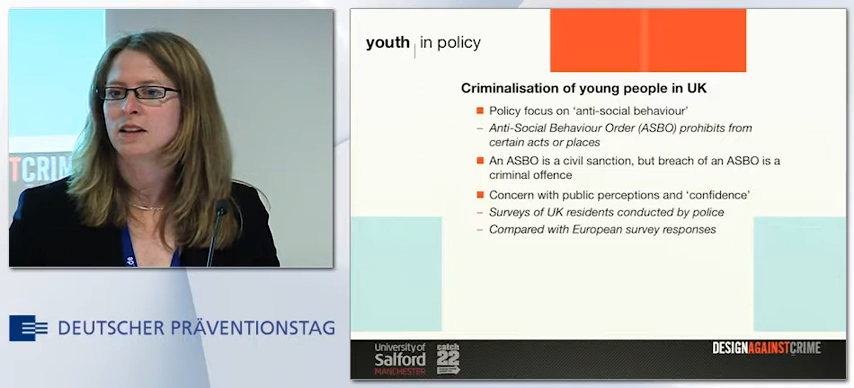 TCRIM
DEUTSCHER PRÄVENTIONSTAG
youth in policy
Criminalisation of young people in UK
Policy focus on ‘anti-social behaviour’
– Anti-Social Behaviour Order (ASBO) prohibits from
certain acts or places
An ASBO is a civil sanction, but breach of an ASBO is a
criminal offence
Concern with public perceptions and ‘confidence’
– Surveys of UK residents conducted by police
– Compared with European survey responses
University of
Salford
MANCHESTER
catch
22
DESIGNAGAINSTCRIME